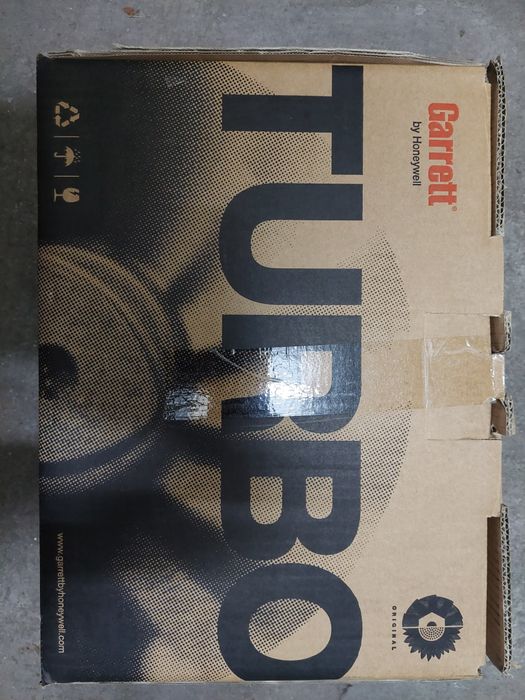 Garrett®
by Honeywell
TURBO
ORIGINAL
www.garrettbyhoneywell.com